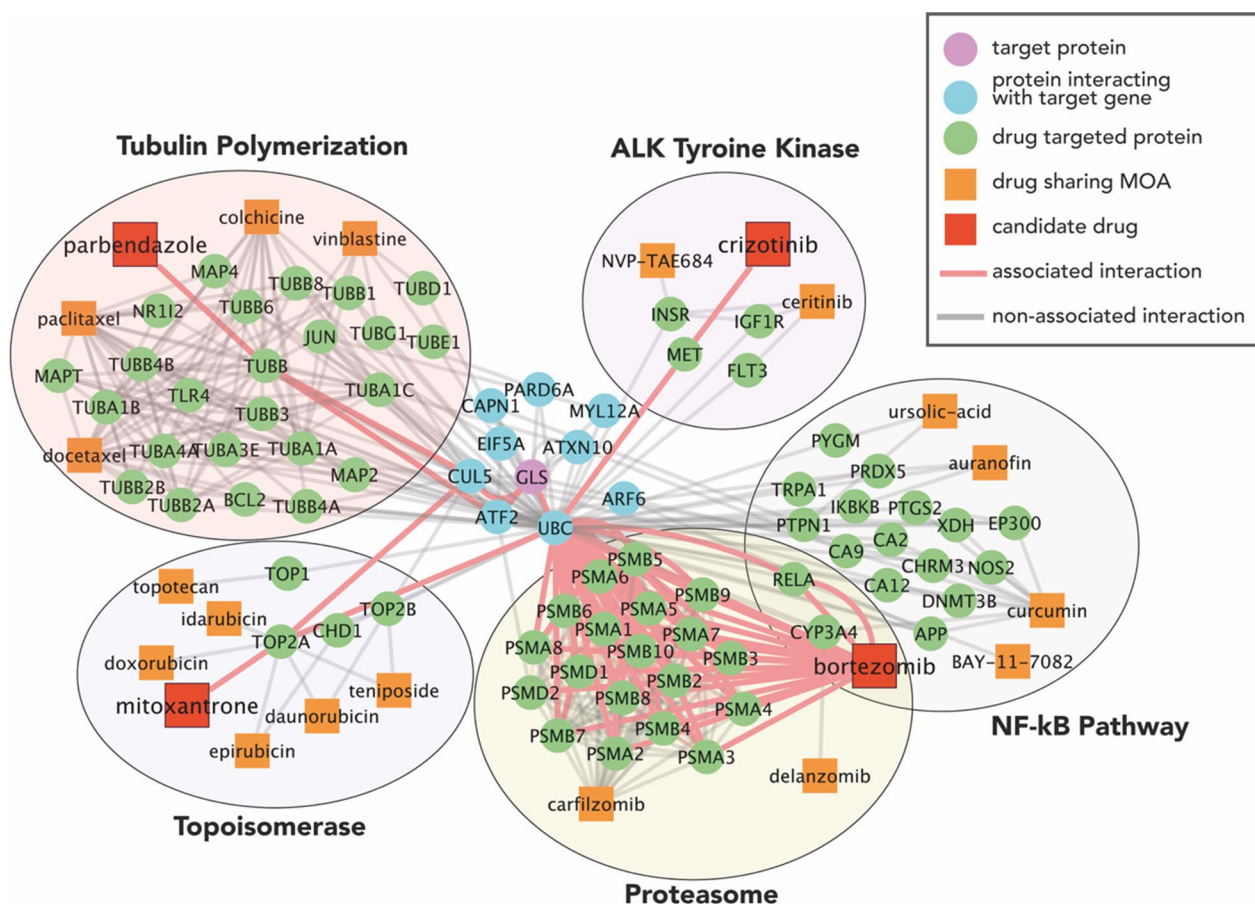 target protein
protein interacting
with target gene
drug targeted protein
drug sharing MOA
candidate drug
associated interaction
non-associated interaction
Tubulin Polymerization
colchicine
parbendazole
vinblastine
MAP4
TUBB8
TUBB1
TUBD1
NR1I2
TUBB6
paclitaxel
JUN
TUBG1
TUBE1
TUBB4B
TUBB
MAPT
TLR4
TUBA1C
TUBA1B
TUBB3
docetaxel
TUBA4A
TUBA3E
TUBA1A
MAP2
TUBB2B
TUBB2A
BCL2
TUBB4A
ALK Tyroine Kinase
crizotinib
NVP-TAE684
ceritinib
INSR
IGF1R
MET
FLT3
PARD6A
CAPN1
MYL12A
EIF5A
ATXN10
CUL5
GLS
ARF6
ATF2
UBC
ursolic-acid
PYGM
auranofin
PRDX5
TRPA1
IKBKB
PTGS2
PTPN1
XDH
EP300
CA9
CA2
CHRM3
NOS2
RELA
CA12
DNMT3B
curcumin
CYP3A4
APP
bortezomib
BAY-11-7082
NF-kB Pathway
topotecan
TOP1
idarubicin
TOP2B
TOP2A
CHD1
doxorubicin
teniposide
mitoxantrone
daunorubicin
epirubicin
Topoisomerase
PSMB5
PSMA6
PSMB9
PSMB6
PSMA5
PSMA1
PSMA7
PSMA8
PSMB10
PSMB3
PSMD1
PSMB2
PSMD2
PSMB8
PSMA4
PSMB7
PSMB4
PSMA2
PSMA3
delanzomib
carfilzomib
Proteasome